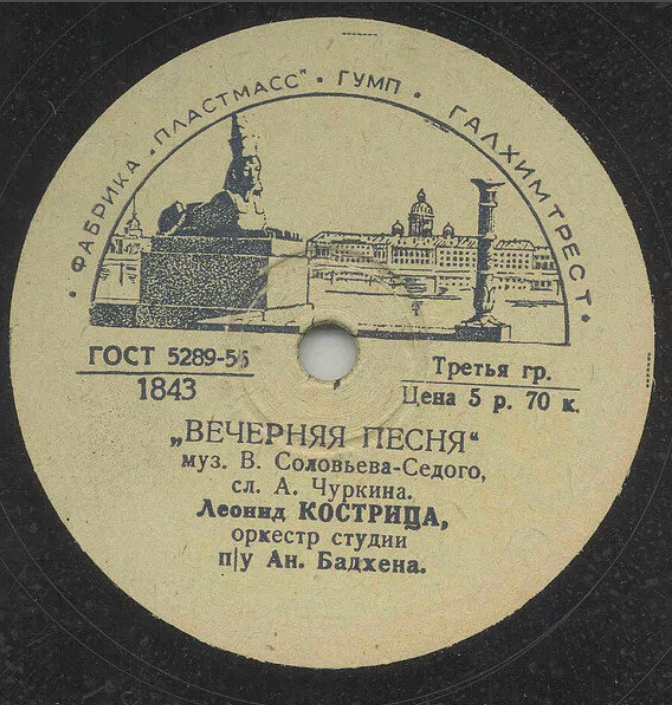 • ФАБРИКА „ПЛАСТМАСС" • ГУМП • ГАЛХИМТРЕСТ •
ГОСТ 5289-56
1843
Третья гр.
Цена 5 р. 70 к.
„ВЕЧЕРНЯЯ ПЕСНЯ“
муз. В. Соловьева-Седого,
сл. А. Чуркина.
Леонид КОСТРИЦА,
оркестр студии
п/у Ан. Бадхена.